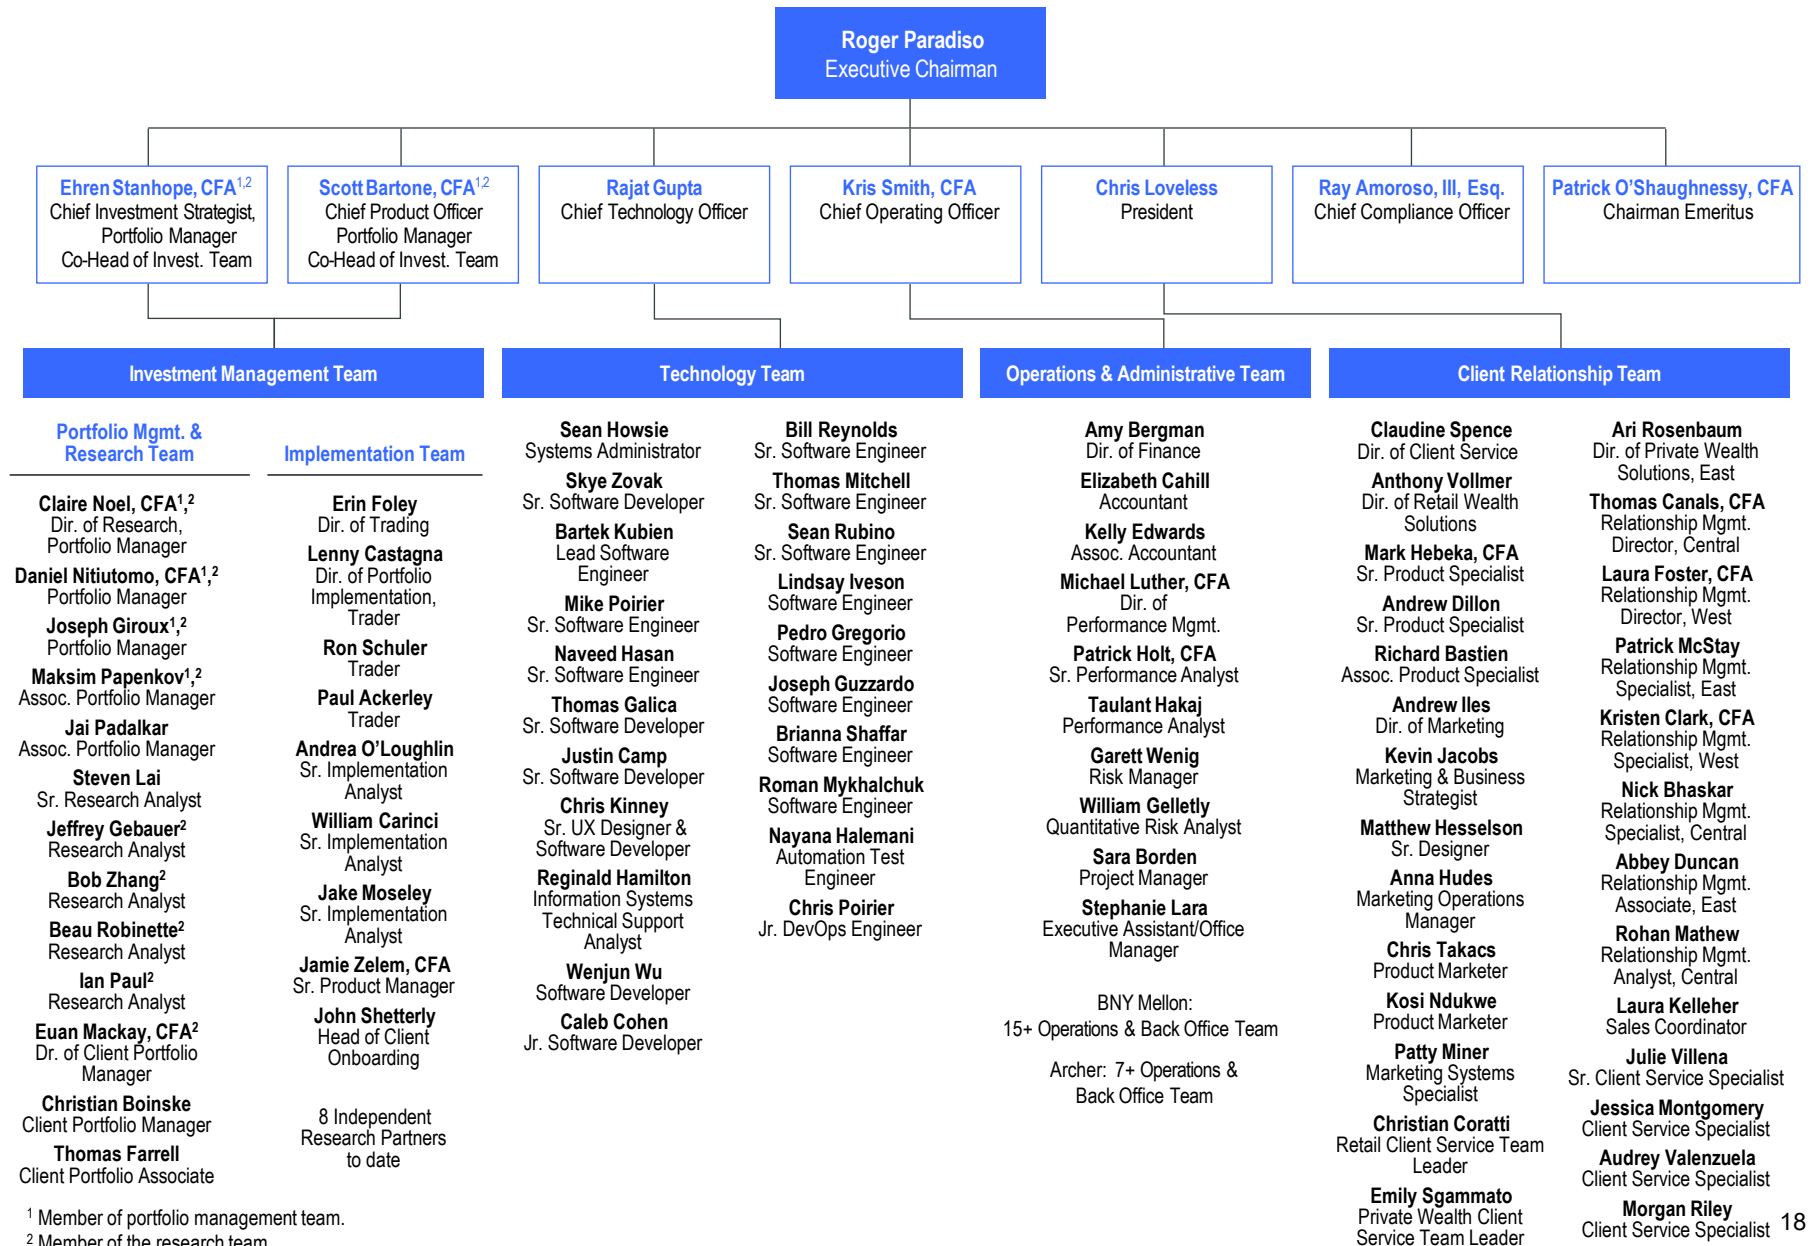 Roger Paradiso
Executive Chairman
Ehren Stanhope, CFA1,2
Chief Investment Strategist,
Portfolio Manager
Co-Head of Invest. Team
Scott Bartone, CFA1,2
Chief Product Officer
Portfolio Manager
Co-Head of Invest. Team
Rajat Gupta
Chief Technology Officer
Kris Smith, CFA
Chief Operating Officer
Chris Loveless
President
Ray Amoroso, III, Esq.
Chief Compliance Officer
Patrick O’Shaughnessy, CFA
Chairman Emeritus
Investment Management Team
Portfolio Mgmt. &
Research Team
Claire Noel, CFA1,2
Dir. of Research,
Portfolio Manager
Daniel Nitiutomo, CFA1,2
Portfolio Manager
Joseph Giroux1,2
Portfolio Manager
Maksim Papenkov1,2
Assoc. Portfolio Manager
Jai Padalkar
Assoc. Portfolio Manager
Steven Lai
Sr. Research Analyst
Jeffrey Gebauer2
Research Analyst
Bob Zhang2
Research Analyst
Beau Robinette2
Research Analyst
Ian Paul2
Research Analyst
Euan Mackay, CFA2
Dr. of Client Portfolio
Manager
Christian Boinske
Client Portfolio Manager
Thomas Farrell
Client Portfolio Associate
Implementation Team
Erin Foley
Dir. of Trading
Lenny Castagna
Dir. of Portfolio
Implementation,
Trader
Ron Schuler
Trader
Paul Ackerley
Trader
Andrea O’Loughlin
Sr. Implementation
Analyst
William Carinci
Sr. Implementation
Analyst
Jake Moseley
Sr. Implementation
Analyst
Jamie Zelem, CFA
Sr. Product Manager
John Shetterly
Head of Client
Onboarding
8 Independent
Research Partners
to date
Technology Team
Sean Howsie
Systems Administrator
Skye Zovak
Sr. Software Developer
Bartek Kubien
Lead Software
Engineer
Mike Poirier
Sr. Software Engineer
Naveed Hasan
Sr. Software Engineer
Thomas Galica
Sr. Software Developer
Justin Camp
Sr. Software Developer
Chris Kinney
Sr. UX Designer &
Software Developer
Reginald Hamilton
Information Systems
Technical Support
Analyst
Wenjun Wu
Software Developer
Caleb Cohen
Jr. Software Developer
Bill Reynolds
Sr. Software Engineer
Thomas Mitchell
Sr. Software Engineer
Sean Rubino
Sr. Software Engineer
Lindsay Iveson
Software Engineer
Pedro Gregorio
Software Engineer
Joseph Guzzardo
Software Engineer
Brianna Shaffar
Software Engineer
Roman Mykhalchuk
Software Engineer
Nayana Halemani
Automation Test
Engineer
Chris Poirier
Jr. DevOps Engineer
Operations & Administrative Team
Amy Bergman
Dir. of Finance
Elizabeth Cahill
Accountant
Kelly Edwards
Assoc. Accountant
Michael Luther, CFA
Dir. of
Performance Mgmt.
Patrick Holt, CFA
Sr. Performance Analyst
Taulant Hakaj
Performance Analyst
Garett Wenig
Risk Manager
William Gelletly
Quantitative Risk Analyst
Sara Borden
Project Manager
Stephanie Lara
Executive Assistant/Office
Manager
BNY Mellon:
15+ Operations & Back Office Team
Archer: 7+ Operations &
Back Office Team
Client Relationship Team
Claudine Spence
Dir. of Client Service
Anthony Vollmer
Dir. of Retail Wealth
Solutions
Mark Hebeka, CFA
Sr. Product Specialist
Andrew Dillon
Sr. Product Specialist
Richard Bastien
Assoc. Product Specialist
Andrew Iles
Dir. of Marketing
Kevin Jacobs
Marketing & Business
Strategist
Matthew Hesselson
Sr. Designer
Anna Hudes
Marketing Operations
Manager
Chris Takacs
Product Marketer
Kosi Ndukwe
Product Marketer
Patty Miner
Marketing Systems
Specialist
Christian Coratti
Retail Client Service Team
Leader
Emily Sgammato
Private Wealth Client
Service Team Leader
Ari Rosenbaum
Dir. of Private Wealth
Solutions, East
Thomas Canals, CFA
Relationship Mgmt.
Director, Central
Laura Foster, CFA
Relationship Mgmt.
Director, West
Patrick McStay
Relationship Mgmt.
Specialist, East
Kristen Clark, CFA
Relationship Mgmt.
Specialist, West
Nick Bhaskar
Relationship Mgmt.
Specialist, Central
Abbey Duncan
Relationship Mgmt.
Associate, East
Rohan Mathew
Relationship Mgmt.
Analyst, Central
Laura Kelleher
Sales Coordinator
Julie Villena
Sr. Client Service Specialist
Jessica Montgomery
Client Service Specialist
Audrey Valenzuela
Client Service Specialist
Morgan Riley
Client Service Specialist
1 Member of portfolio management team.
2 Member of the research team
18